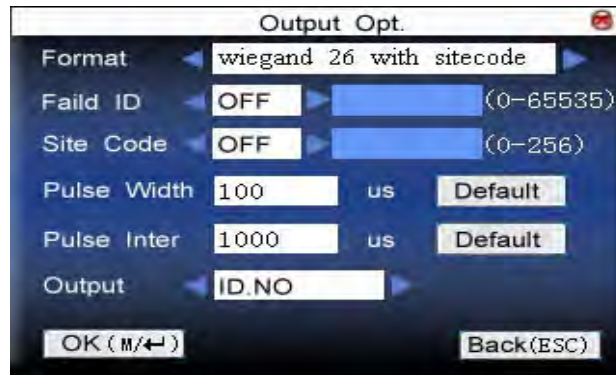 Output Opt.
Format wiegand 26 with sitecode
Faild ID OFF (0-65535)
Site Code OFF (0-256)
Pulse Width 100 us Default
Pulse Inter 1000 us Default
Output ID.NO
OK(M/↵) Back(ESC)